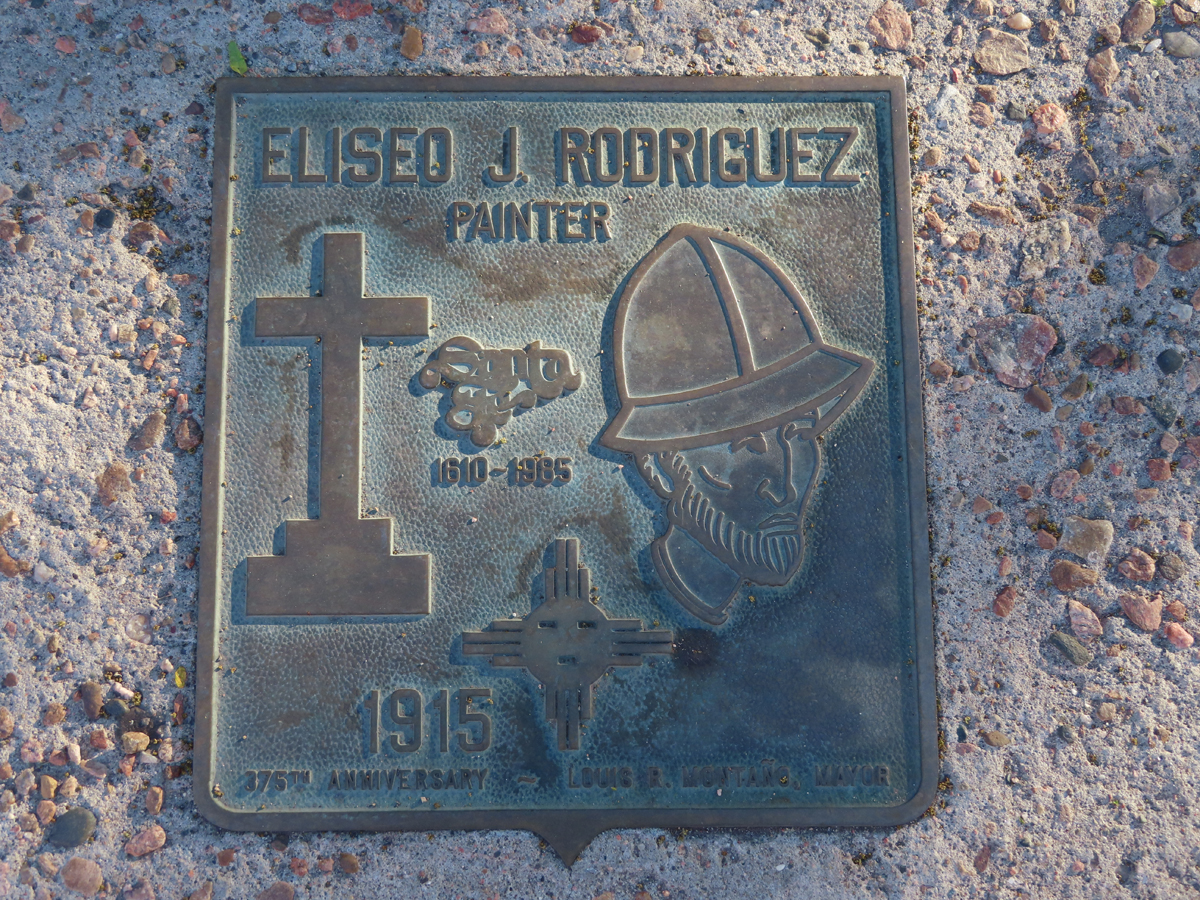 ELISEO J. RODRIGUEZ
PAINTER
Santa Fe
1610~1985
1915
375TH ANNIVERSARY ~ LOUIS R. MONTAÑO, MAYOR